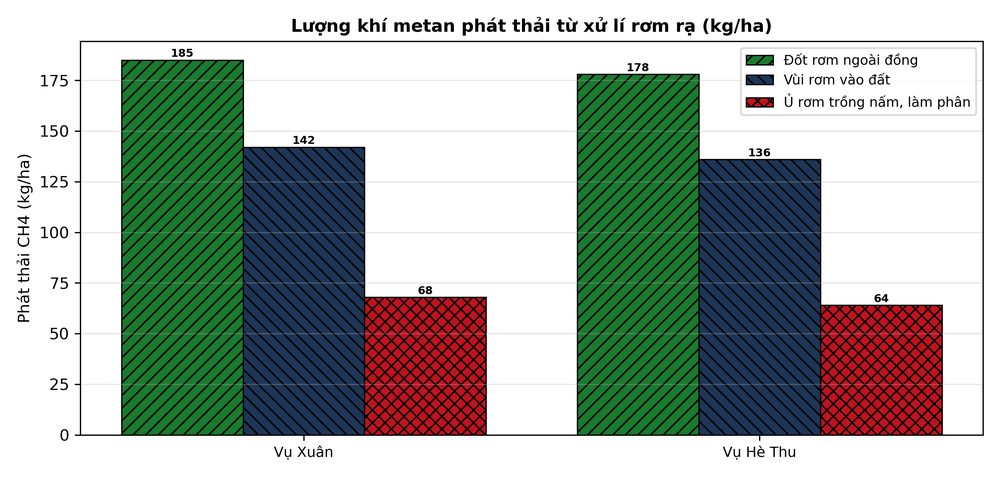 Lượng khí metan phát thải từ xử lí rơm rạ (kg/ha)
Đốt rơm ngoài đồng
Vùi rơm vào đất
Ủ rơm trồng nấm, làm phân
Phát thải CH4 (kg/ha)
175
150
125
100
75
50
25
0
185
142
68
178
136
64
Vụ Xuân
Vụ Hè Thu